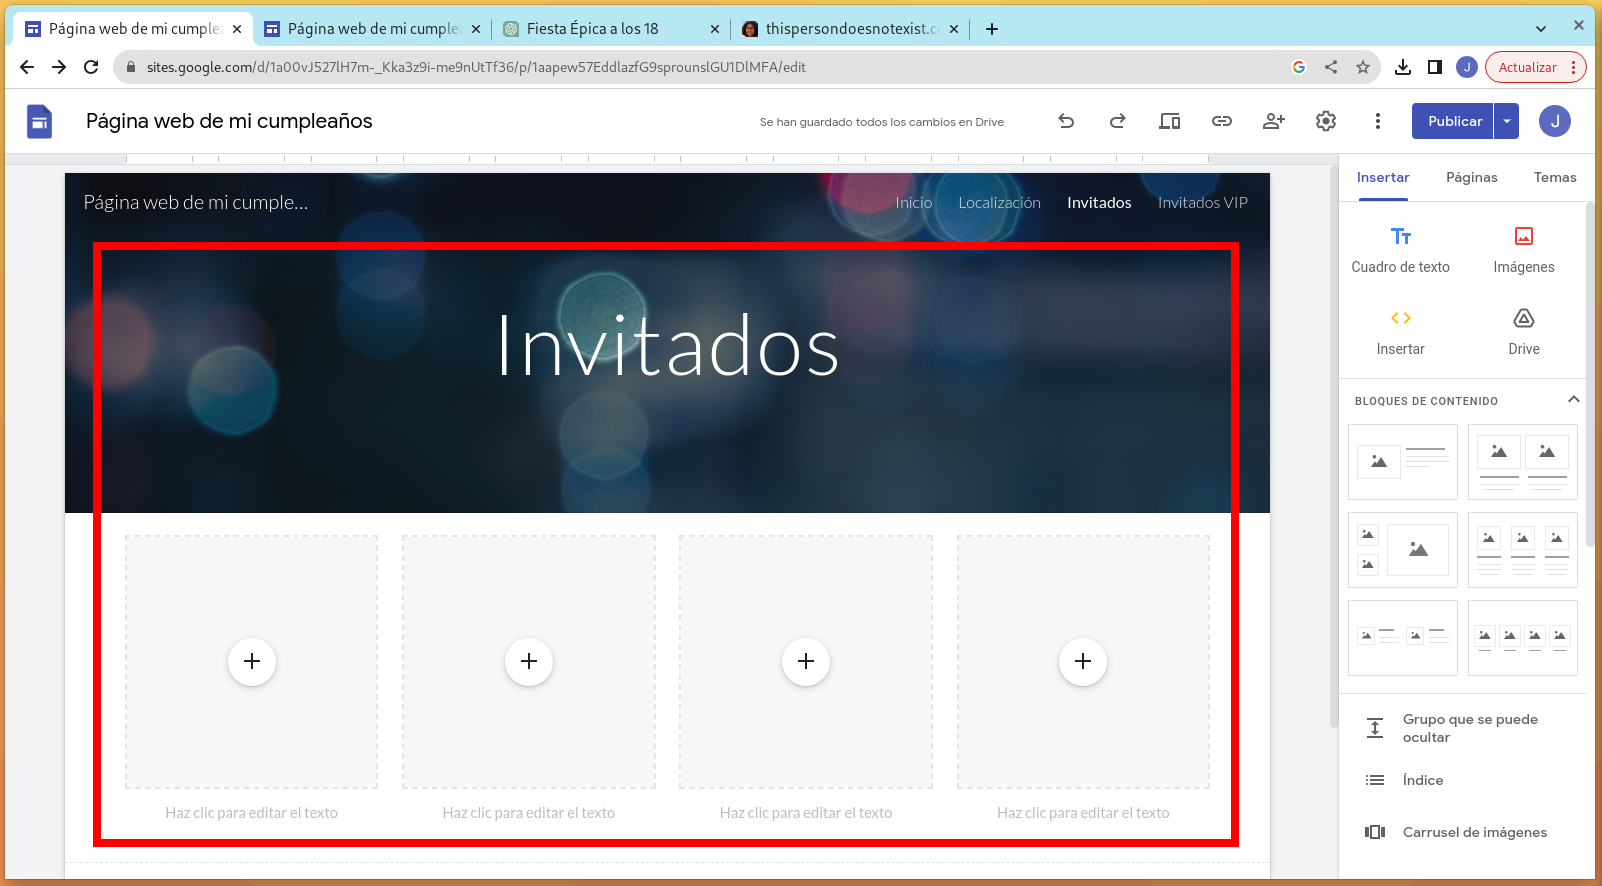 Página web de mi cumplea
Página web de mi cumplea
Fiesta Épica a los 18
thispersondoesnotexist.c
sites.google.com/d/1a00vJ527lH7m-_Kka3z9i-me9nUtTf36/p/1aapew57EddlazfG9sprounslGU1DlMFA/edit
J
Actualizar
Página web de mi cumpleaños
Se han guardado todos los cambios en Drive
Publicar
J
Insertar
Páginas
Temas
Página web de mi cumple...
Inicio
Localización
Invitados
Invitados VIP
Invitados
Haz clic para editar el texto
Haz clic para editar el texto
Haz clic para editar el texto
Haz clic para editar el texto
Cuadro de texto
Imágenes
Insertar
Drive
BLOQUES DE CONTENIDO
Grupo que se puede
ocultar
Índice
Carrusel de imágenes